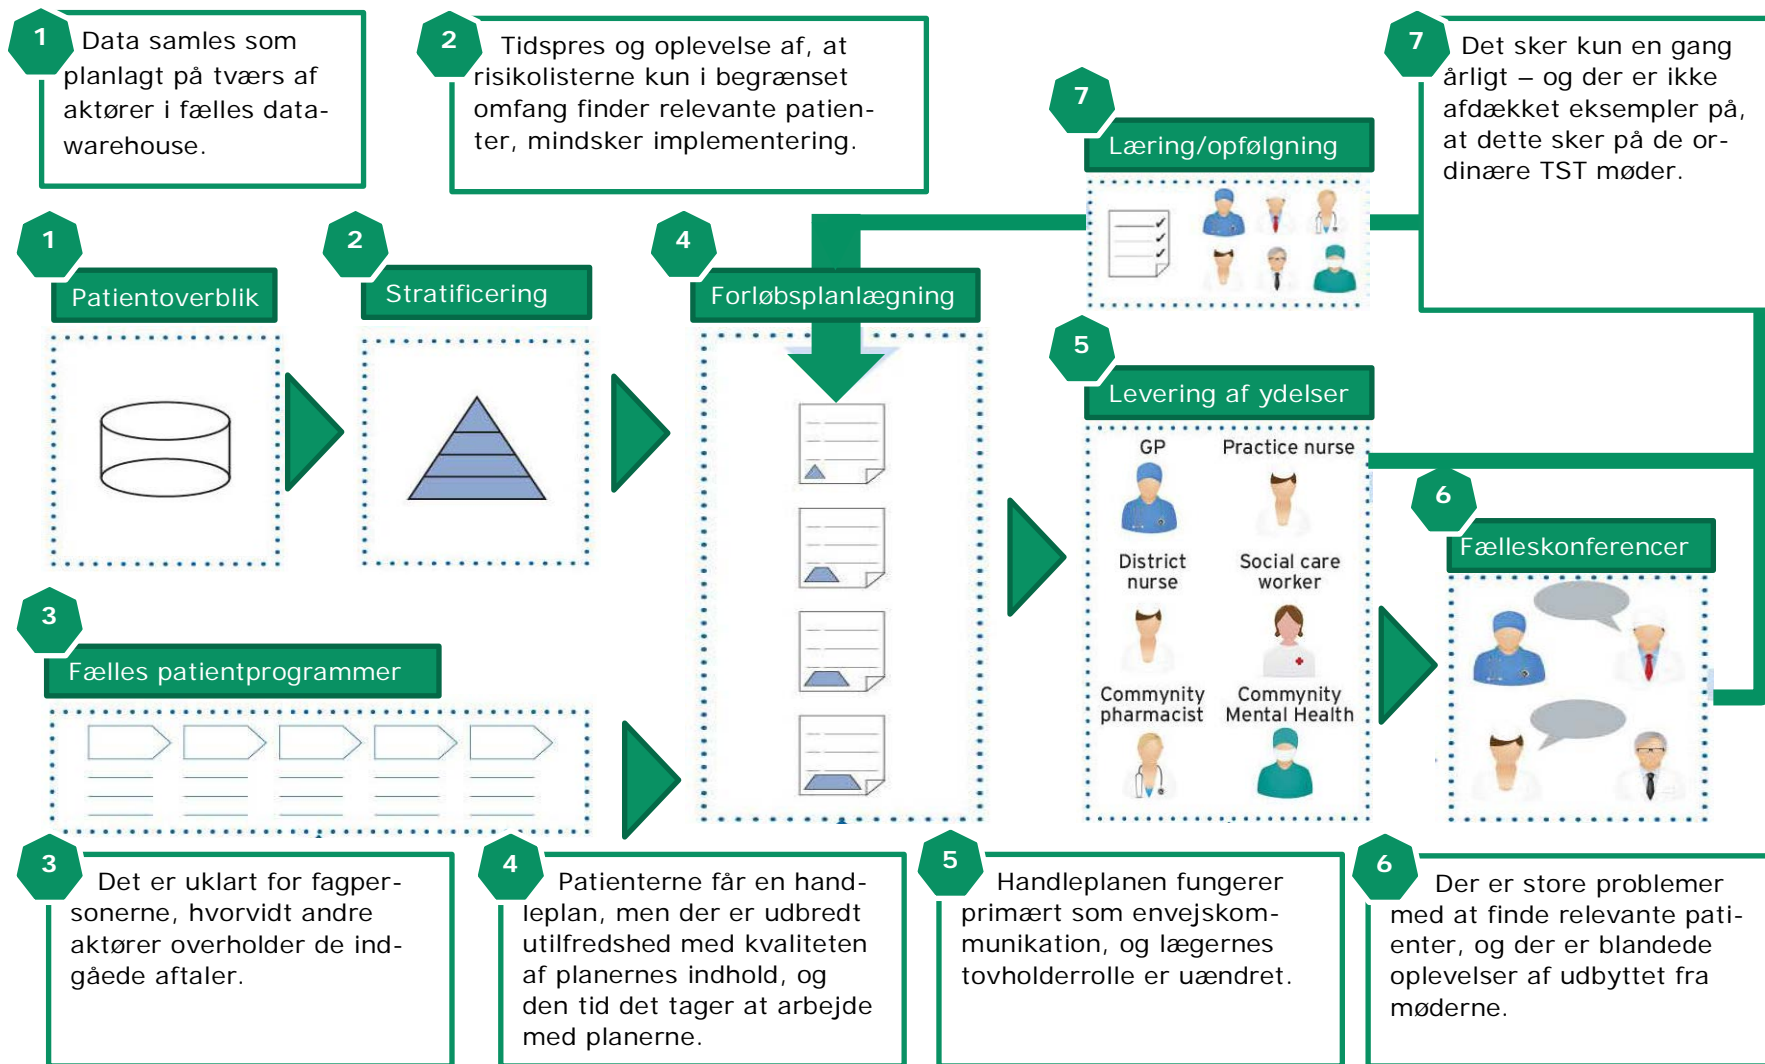 1
Data samles som
planlagt på tværs af
aktører i fælles data-
warehouse.
2
Tidspres og oplevelse af, at
risikolisterne kun i begrænset
omfang finder relevante patien-
ter, mindsker implementering.
7
Det sker kun en gang
årligt – og der er ikke
afdækket eksempler på,
at dette sker på de or-
dinære TST møder.
7
Læring/opfølgning
1
Patientoverblik
2
Stratificering
4
Forløbsplanlægning
5
Levering af ydelser
GP
Practice nurse
District
nurse
Social care
worker
Commynity
pharmacist
Commynity
Mental Health
6
Fælleskonferencer
3
Fælles patientprogrammer
3
Det er uklart for fagper-
sonerne, hvorvidt andre
aktører overholder de ind-
gåede aftaler.
4
Patienterne får en hand-
leplan, men der er udbredt
utilfredshed med kvaliteten
af planernes indhold, og
den tid det tager at arbejde
med planerne.
5
Handleplanen fungerer
primært som envejskom-
munikation, og lægernes
tovholderrolle er uændret.
6
Der er store problemer
med at finde relevante pati-
enter, og der er blandede
oplevelser af udbyttet fra
møderne.